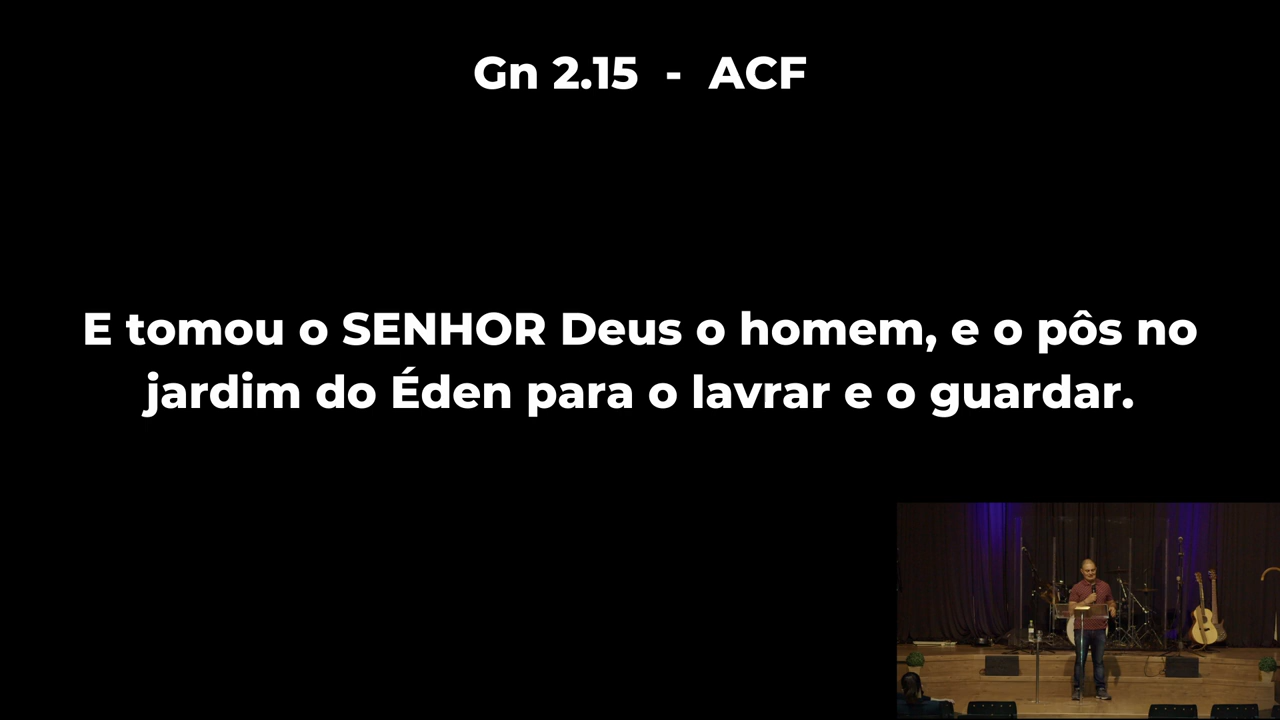 Gn 2.15 - ACF
E tomou o SENHOR Deus o homem, e o pôs no
jardim do Éden para o lavrar e o guardar.